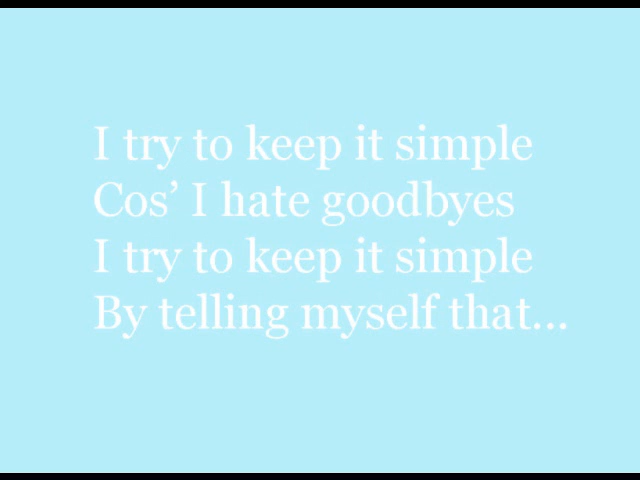 I try to keep it simple
Cos’ I hate goodbyes
I try to keep it simple
By telling myself that...